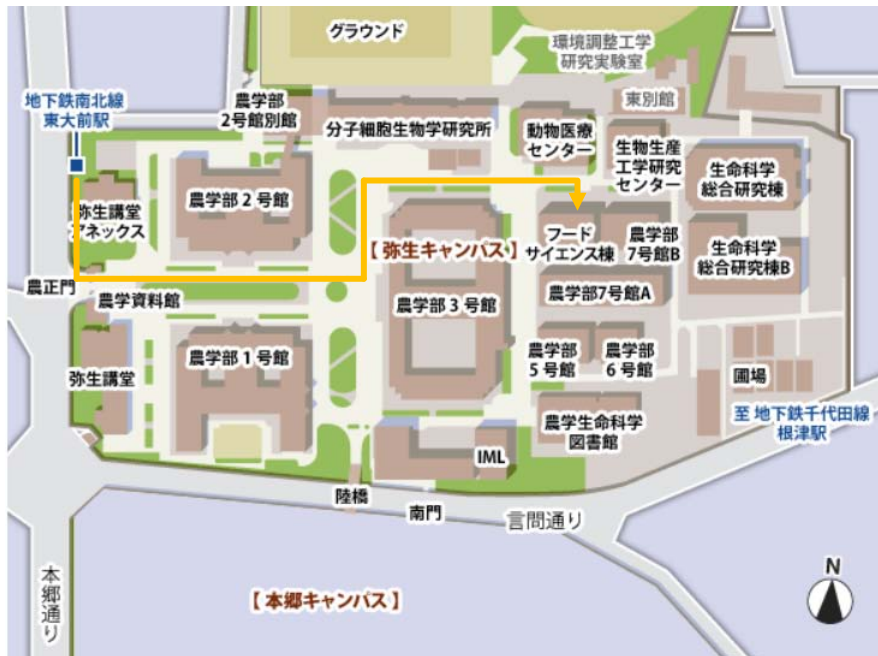 グラウンド
環境調整工学
研究実験室
地下鉄南北線
東大前駅
農学部
2号館別館
分子細胞生物学研究所
動物医療
センター
東別館
生物生産
工学研究
センター
生命科学
総合研究棟
弥生講堂
アネックス
農学部2号館
【 弥生キャンパス 】
フード
サイエンス棟
農学部
7号館B
生命科学
総合研究棟B
農正門
農学資料館
農学部3号館
農学部7号館A
弥生講堂
農学部1号館
農学部
5号館
農学部
6号館
圃場
農学生命科学
図書館
至 地下鉄千代田線
根津駅
IML
陸橋
南門
言問通り
本郷通り
【 本郷キャンパス 】
N